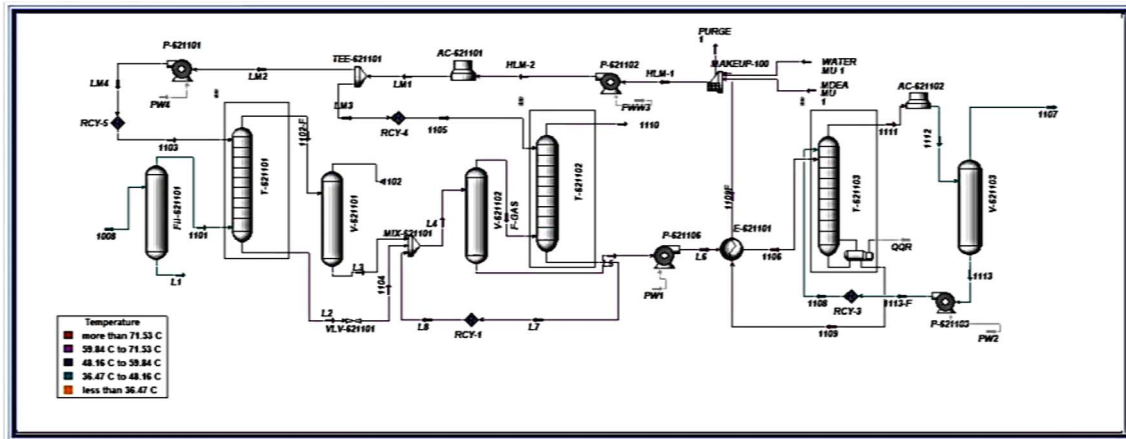 PURGE
1
P-621101
TEE-621101
AC-621101
P-621102
MAKEUP-100
WATER
MU 1
MDEA
MU
1
LM4
LM2
LM1
HLM-2
HLM-1
PW4
LM3
PWW3
AC-621102
RCY-5
RCY-4
1103
1105
1102-F
1110
1111
1112
1107
T-621101
T-621102
T-621103
1102
V-621101
V-621102
F-GAS
V-621103
1109F
1008
1101
MIX-621101
L4
P-621106
E-621101
L6
1106
QQR
L1
L3
1104
L5
L2
VLV-621101
PW1
1113
L8
RCY-1
L7
1108
RCY-3
1113-F
1109
P-621103
PW2
Temperature
more than 71.53 C
59.84 C to 71.53 C
48.16 C to 59.84 C
36.47 C to 48.16 C
less than 36.47 C